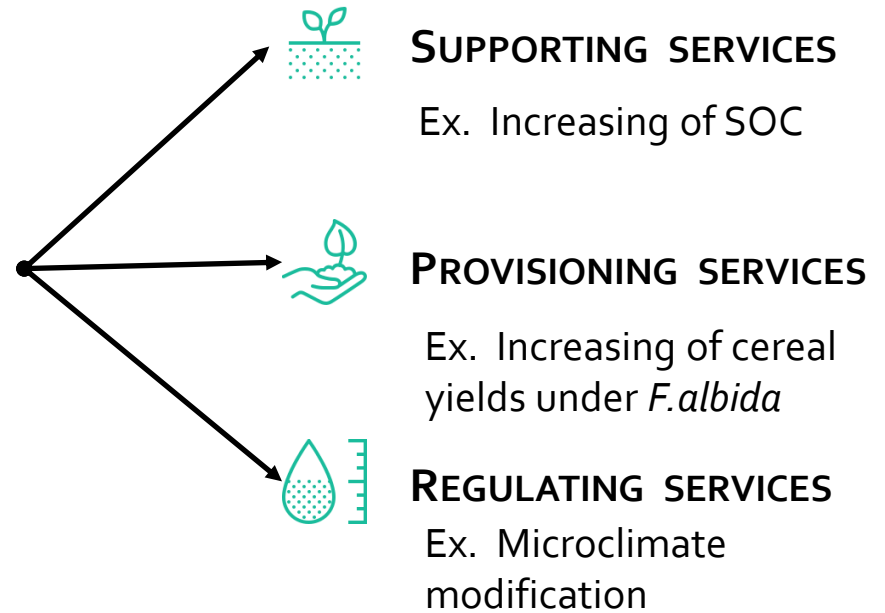 SUPPORTING SERVICES
Ex. Increasing of SOC
PROVISIONING SERVICES
Ex. Increasing of cereal
yields under F.albida
REGULATING SERVICES
Ex. Microclimate
modification